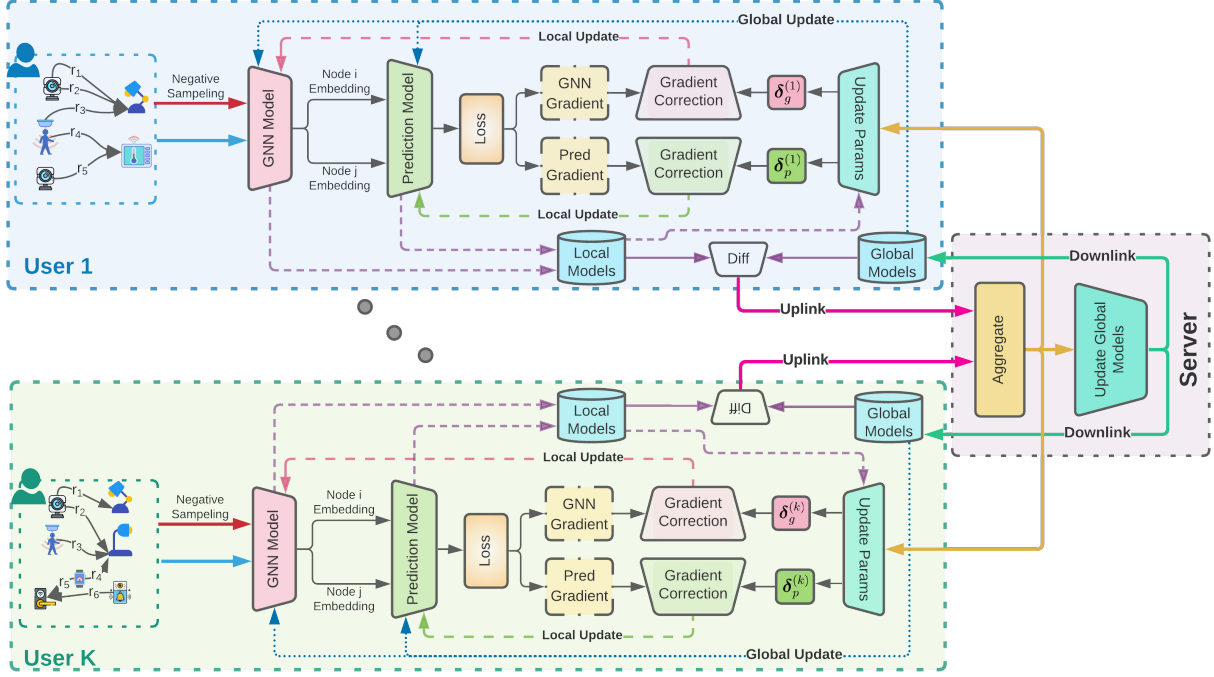 Global Update
Local Update
r1
r2
r3
r4
r5
Negative
Sampeling
GNN Model
Node i
Embedding
Node j
Embedding
Prediction Model
Loss
GNN
Gradient
Pred
Gradient
Gradient
Correction
Gradient
Correction
δg(1)
δp(1)
Update Params
Local Update
User 1
Local
Models
Diff
Global
Models
Downlink
Uplink
Aggregate
Update Global
Models
Server
Uplink
Downlink
Local
Models
Diff
Global
Models
Local Update
r1
r2
r3
r4
r5
r6
Negative
Sampeling
GNN Model
Node i
Embedding
Node j
Embedding
Prediction Model
Loss
GNN
Gradient
Pred
Gradient
Gradient
Correction
Gradient
Correction
δg(k)
δp(k)
Update Params
Local Update
Global Update
User K